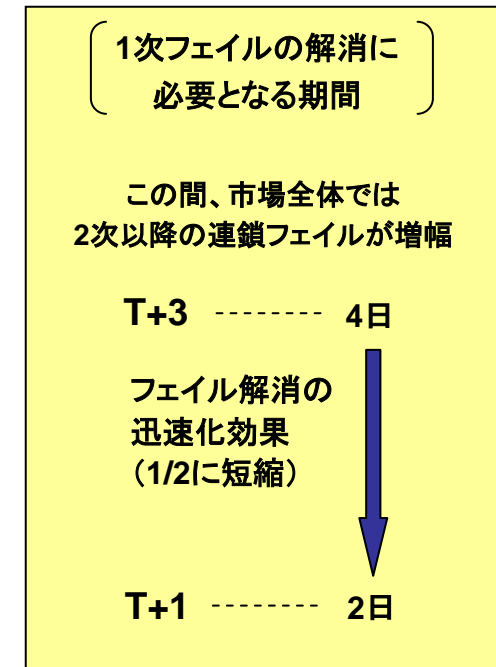 1次フェイルの解消に
必要となる期間
この間、市場全体では
2次以降の連鎖フェイルが増幅
T+3 -------- 4日
フェイル解消の
迅速化効果
（1/2に短縮）
T+1 -------- 2日